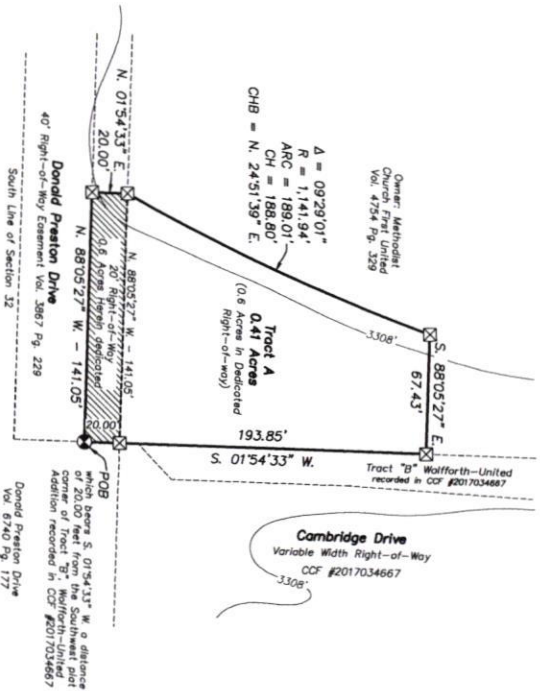 Owner: Methodist
Church First United
Vol. 4754 Pg. 329
Δ = 09°29'01"
R = 1,141.94'
ARC = 189.01'
CH = 188.80'
CHB = N. 24°51'39" E.
3308'
S. 88°05'27" E.
67.43'
Tract A
0.41 Acres
(0.6 Acres in Dedicated
Right-of-way)
193.85'
S. 01°54'33" W.
Tract "B" Wolfforth-United
recorded in CCF #2017034667
Cambridge Drive
Variable Width Right-of-Way
CCF #2017034667
3308'
N. 01°54'33" E.
20.00'
N. 88°05'27" W. - 141.05'
20' Right-of-Way
0.6 Acres Herein dedicated
20.00'
N. 88°05'27" W. - 141.05'
POB
which bears S. 01°54'33" W. a distance
of 20.00 feet from the Southwest plat
corner of Tract "B", Wolfforth-United
Addition recorded in CCF #2017034667
Donald Preston Drive
40' Right-of-Way Easement Vol. 3867 Pg. 229
South Line of Section 32
Donald Preston Drive
Vol. 6740 Pg. 177